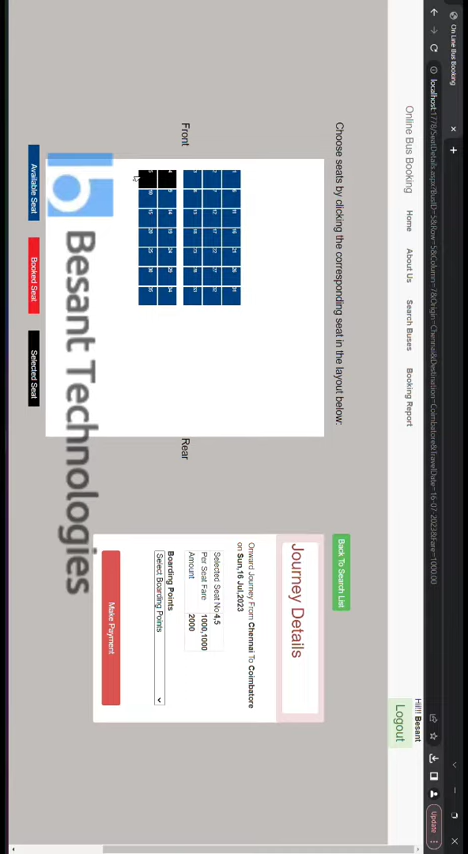 On Line Bus Booking
localhost:1778/SeatDetails.aspx?BusID=5&Row=5&Column=7&Origin=Chennai&Destination=Coimbatore&TravelDate=16-07-2023&Fare=1000.00
Update
Online Bus Booking Home About Us Search Buses Booking Report
Hi!!! Besant
Logout
Choose seats by clicking the corresponding seat in the layout below:
Back To Search List
Front
Rear
Journey Details
Onward Journey From Chennai To Coimbatore
on Sun,16 Jul,2023
Selected Seat No 4,5
Per Seat Fare 1000,1000
Amount 2000
Boarding Points
Select Boarding Points
Make Payment
Available Seat
Booked Seat
Selected Seat
Besant Technologies